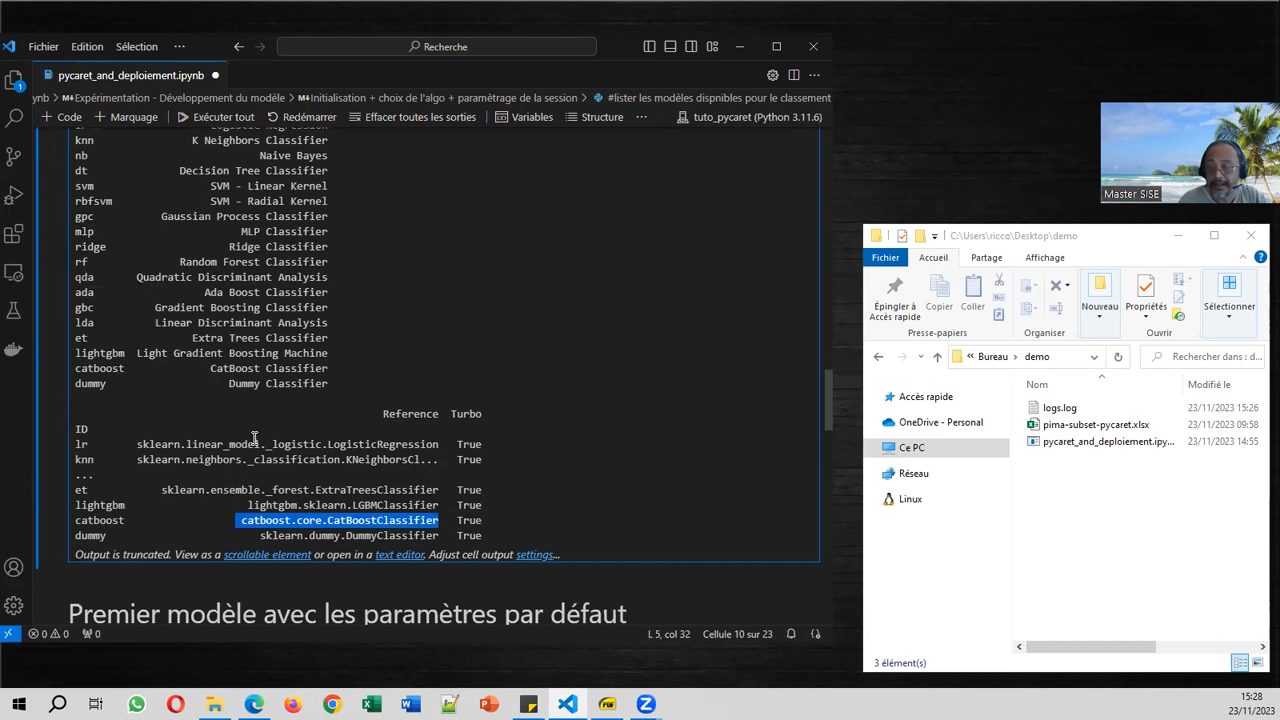 Fichier Edition Sélection ··· Recherche
pycaret_and_deploiement.ipynb
ynb > Expérimentation - Développement du modèle > Initialisation + choix de l'algo + paramètrage de la session > #lister les modèles dispnibles pour le classement
+ Code + Marquage Exécuter tout Redémarrer Effacer toutes les sorties Variables Structure ··· tuto_pycaret (Python 3.11.6)
knn K Neighbors Classifier
nb Naive Bayes
dt Decision Tree Classifier
svm SVM - Linear Kernel
rbfsvm SVM - Radial Kernel
gpc Gaussian Process Classifier
mlp MLP Classifier
ridge Ridge Classifier
rf Random Forest Classifier
qda Quadratic Discriminant Analysis
ada Ada Boost Classifier
gbc Gradient Boosting Classifier
lda Linear Discriminant Analysis
et Extra Trees Classifier
lightgbm Light Gradient Boosting Machine
catboost CatBoost Classifier
dummy Dummy Classifier
Reference Turbo
ID
lr sklearn.linear_model._logistic.LogisticRegression True
knn sklearn.neighbors._classification.KNeighborsCl... True
...
et sklearn.ensemble._forest.ExtraTreesClassifier True
lightgbm lightgbm.sklearn.LGBMClassifier True
catboost catboost.core.CatBoostClassifier True
dummy sklearn.dummy.DummyClassifier True
Output is truncated. View as a scrollable element or open in a text editor. Adjust cell output settings...
Premier modèle avec les paramètres par défaut
0 0 0 L 5, col 32 Cellule 10 sur 23
Master SISE
C:\Users\ricco\Desktop\demo
Fichier Accueil Partage Affichage
Épingler à Accès rapide Copier Coller Nouveau Propriétés Sélectionner
Presse-papiers Organiser Ouvrir
« Bureau > demo Rechercher dans : d...
Nom Modifié le
Accès rapide
OneDrive - Personal
Ce PC
Réseau
Linux
logs.log 23/11/2023 15:26
pima-subset-pycaret.xlsx 23/11/2023 09:58
pycaret_and_deploiement.ipy... 23/11/2023 14:55
3 élément(s)
15:28
23/11/2023